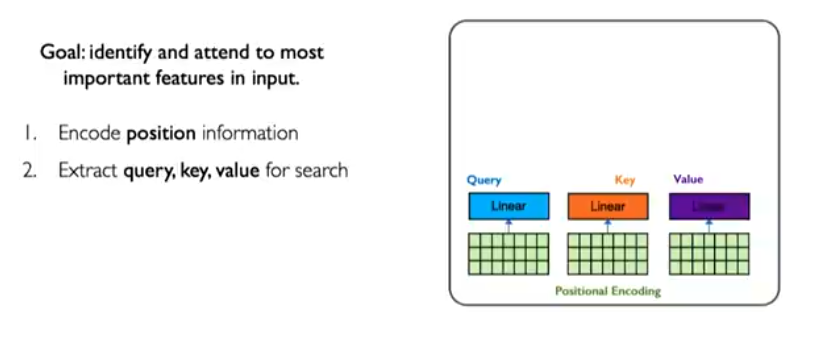 Goal: identify and attend to most
important features in input.
1. Encode position information
2. Extract query, key, value for search
Query
Key
Value
Linear
Linear
Linear
Positional Encoding